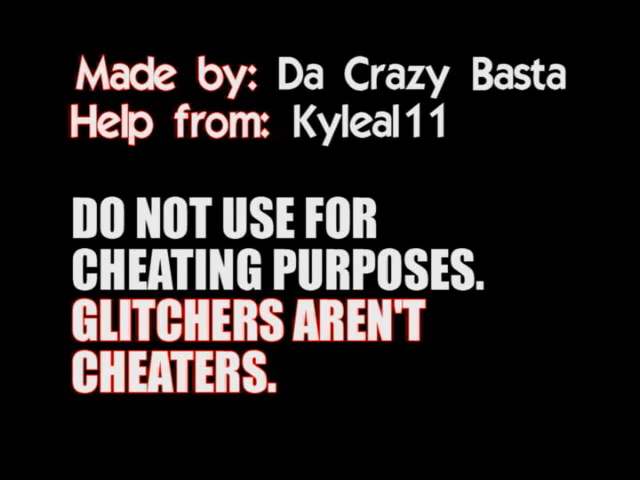 Made by: Da Crazy Basta
Help from: Kyleal11
DO NOT USE FOR
CHEATING PURPOSES.
GLITCHERS AREN'T
CHEATERS.